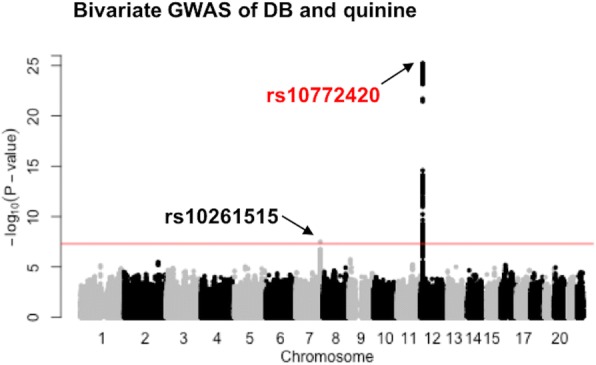 Bivariate GWAS of DB and quinine
25
20
15
10
5
0
−log10(P − value)
rs10772420
rs10261515
1 2 3 4 5 6 7 8 9 10 11 12 13 14 15 17 20
Chromosome